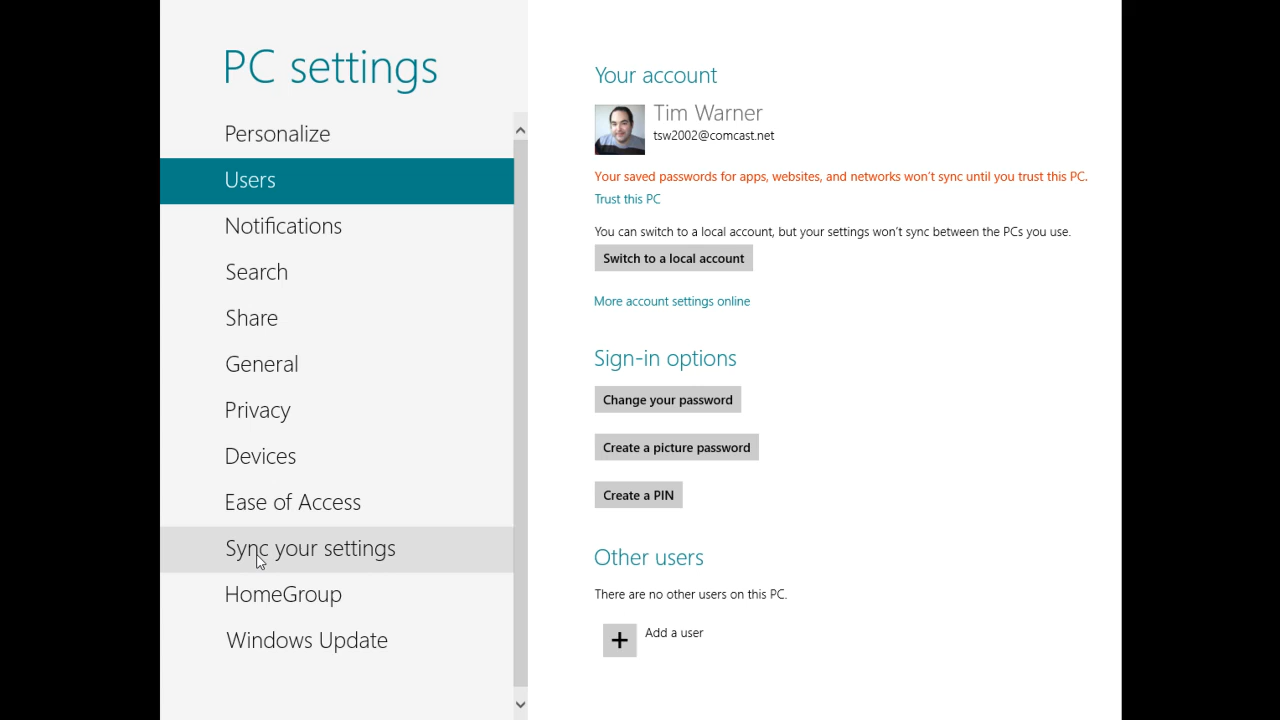 PC settings
Personalize
Users
Notifications
Search
Share
General
Privacy
Devices
Ease of Access
Sync your settings
HomeGroup
Windows Update
Your account
Tim Warner
tsw2002@comcast.net
Your saved passwords for apps, websites, and networks won't sync until you trust this PC.
Trust this PC
You can switch to a local account, but your settings won't sync between the PCs you use.
Switch to a local account
More account settings online
Sign-in options
Change your password
Create a picture password
Create a PIN
Other users
There are no other users on this PC.
Add a user